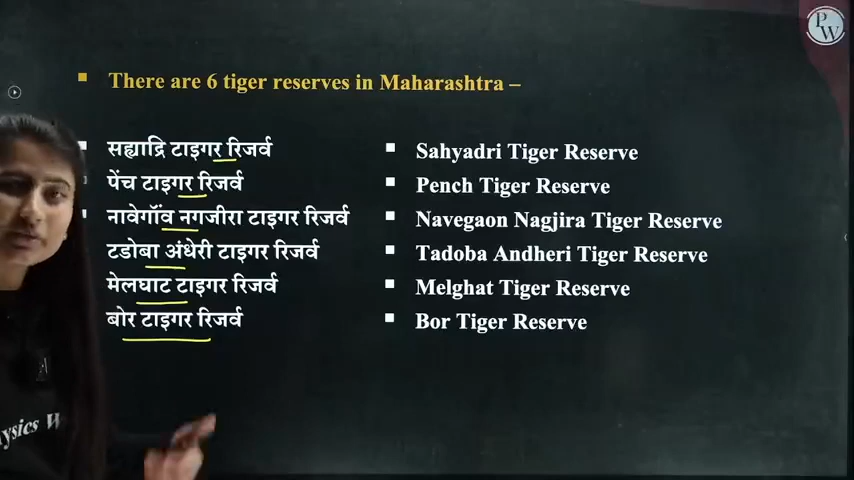 PW
There are 6 tiger reserves in Maharashtra –
सह्याद्रि टाइगर रिजर्व
Sahyadri Tiger Reserve
पेंच टाइगर रिजर्व
Pench Tiger Reserve
नावेगाँव नगजीरा टाइगर रिजर्व
Navegaon Nagjira Tiger Reserve
टडोबा अंधेरी टाइगर रिजर्व
Tadoba Andheri Tiger Reserve
मेलघाट टाइगर रिजर्व
Melghat Tiger Reserve
बोर टाइगर रिजर्व
Bor Tiger Reserve
ysics W